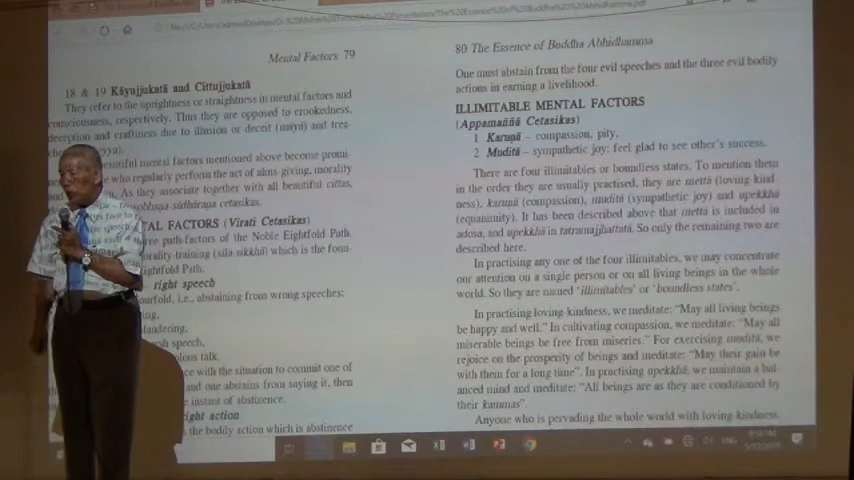 Mental Factors 79
18 & 19 Kāyujjukatā and Cittujjukatā
They refer to the uprightness or straightness in mental factors and
consciousness, respectively. Thus they are opposed to crookedness,
deception and craftiness due to illusion or deceit (māyā) and trea-
beautiful mental factors mentioned above become promi-
who regularly perform the act of alms-giving, morality
As they associate together with all beautiful cittas,
sādhāraṇa cetasikas.
FACTORS (Virati Cetasikas)
three path-factors of the Noble Eightfold Path
morality-training (sīla sikkhā) which is the foun-
Eightfold Path.
right speech
fourfold, i.e., abstaining from wrong speeches:
speech,
talk.
with the situation to commit one of
and one abstains from saying it, then
instant of abstinence.
right action
the bodily action which is abstinence
80 The Essence of Buddha Abhidhamma
One must abstain from the four evil speeches and the three evil bodily
actions in earning a livelihood.
ILLIMITABLE MENTAL FACTORS
(Appamaññā Cetasikas)
1 Karuṇā – compassion, pity.
2 Muditā – sympathetic joy; feel glad to see other's success.
There are four illimitables or boundless states. To mention them
in the order they are usually practised, they are mettā (loving-kind-
ness), karuṇā (compassion), muditā (sympathetic joy) and upekkhā
(equanimity). It has been described above that mettā is included in
adosa, and upekkhā in tatramajjhattatā. So only the remaining two are
described here.
In practising any one of the four illimitables, we may concentrate
our attention on a single person or on all living beings in the whole
world. So they are named 'illimitables' or 'boundless states'.
In practising loving-kindness, we meditate: "May all living beings
be happy and well." In cultivating compassion, we meditate: "May all
miserable beings be free from miseries." For exercising muditā, we
rejoice on the prosperity of beings and meditate: "May their gain be
with them for a long time". In practising upekkhā, we maintain a bal-
anced mind and meditate: "All beings are as they are conditioned by
their kammas".
Anyone who is pervading the whole world with loving-kindness,
ENG